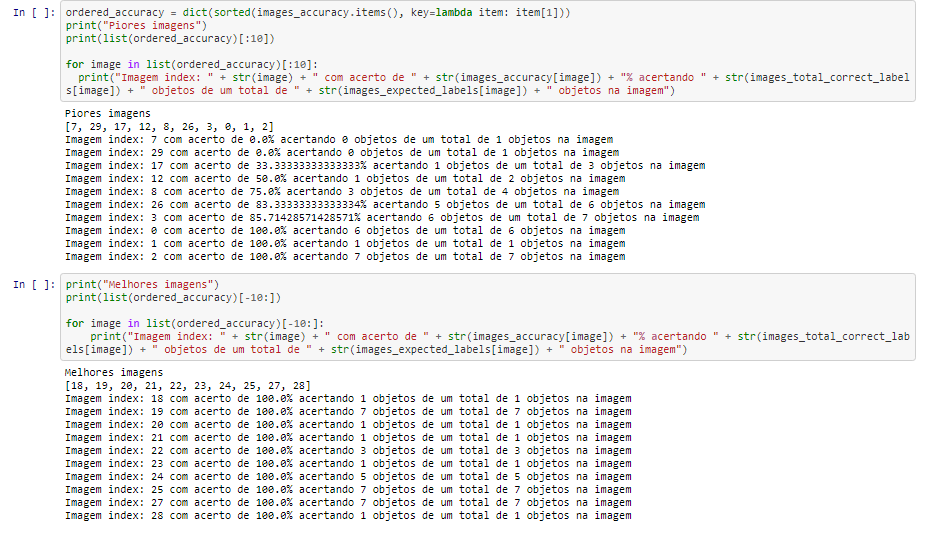 In [ ]: ordered_accuracy = dict(sorted(images_accuracy.items(), key=lambda item: item[1]))
print("Piores imagens")
print(list(ordered_accuracy)[:10])
for image in list(ordered_accuracy)[:10]:
print("Imagem index: " + str(image) + " com acerto de " + str(images_accuracy[image]) + "% acertando " + str(images_total_correct_label
s[image]) + " objetos de um total de " + str(images_expected_labels[image]) + " objetos na imagem")
Piores imagens
[7, 29, 17, 12, 8, 26, 3, 0, 1, 2]
Imagem index: 7 com acerto de 0.0% acertando 0 objetos de um total de 1 objetos na imagem
Imagem index: 29 com acerto de 0.0% acertando 0 objetos de um total de 1 objetos na imagem
Imagem index: 17 com acerto de 33.33333333333333% acertando 1 objetos de um total de 3 objetos na imagem
Imagem index: 12 com acerto de 50.0% acertando 1 objetos de um total de 2 objetos na imagem
Imagem index: 8 com acerto de 75.0% acertando 3 objetos de um total de 4 objetos na imagem
Imagem index: 26 com acerto de 83.33333333333334% acertando 5 objetos de um total de 6 objetos na imagem
Imagem index: 3 com acerto de 85.71428571428571% acertando 6 objetos de um total de 7 objetos na imagem
Imagem index: 0 com acerto de 100.0% acertando 6 objetos de um total de 6 objetos na imagem
Imagem index: 1 com acerto de 100.0% acertando 1 objetos de um total de 1 objetos na imagem
Imagem index: 2 com acerto de 100.0% acertando 7 objetos de um total de 7 objetos na imagem
In [ ]: print("Melhores imagens")
print(list(ordered_accuracy)[-10:])
for image in list(ordered_accuracy)[-10:]:
print("Imagem index: " + str(image) + " com acerto de " + str(images_accuracy[image]) + "% acertando " + str(images_total_correct_lab
els[image]) + " objetos de um total de " + str(images_expected_labels[image]) + " objetos na imagem")
Melhores imagens
[18, 19, 20, 21, 22, 23, 24, 25, 27, 28]
Imagem index: 18 com acerto de 100.0% acertando 1 objetos de um total de 1 objetos na imagem
Imagem index: 19 com acerto de 100.0% acertando 7 objetos de um total de 7 objetos na imagem
Imagem index: 20 com acerto de 100.0% acertando 1 objetos de um total de 1 objetos na imagem
Imagem index: 21 com acerto de 100.0% acertando 1 objetos de um total de 1 objetos na imagem
Imagem index: 22 com acerto de 100.0% acertando 3 objetos de um total de 3 objetos na imagem
Imagem index: 23 com acerto de 100.0% acertando 1 objetos de um total de 1 objetos na imagem
Imagem index: 24 com acerto de 100.0% acertando 5 objetos de um total de 5 objetos na imagem
Imagem index: 25 com acerto de 100.0% acertando 7 objetos de um total de 7 objetos na imagem
Imagem index: 27 com acerto de 100.0% acertando 7 objetos de um total de 7 objetos na imagem
Imagem index: 28 com acerto de 100.0% acertando 1 objetos de um total de 1 objetos na imagem